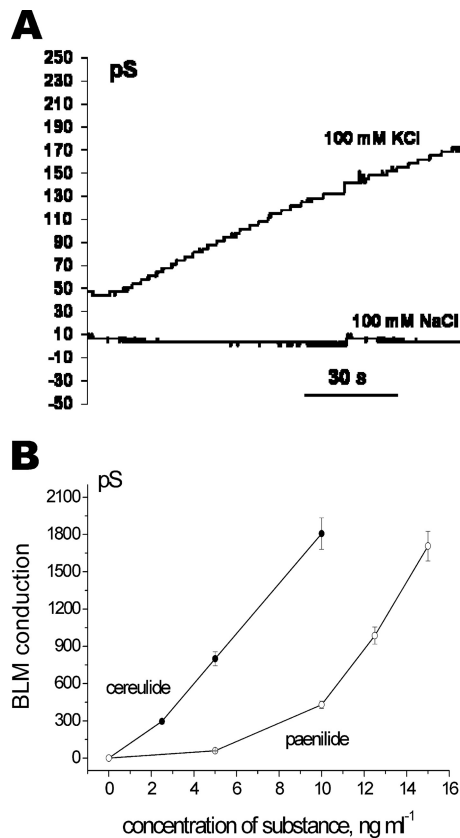 A
pS
250
230
210
190
170
150
130
110
90
70
50
30
10
-10
-30
-50
100 mM KCl
100 mM NaCl
30 s
B
pS
2100
1800
1500
1200
900
600
300
0
BLM conduction
cereulide
paenilide
0 2 4 6 8 10 12 14 16
concentration of substance, ng ml⁻¹